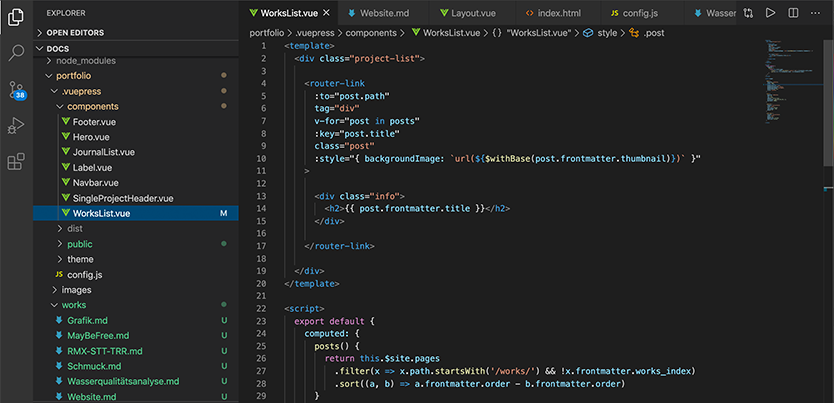 EXPLORER
OPEN EDITORS
DOCS
node_modules
portfolio
.vuepress
components
Footer.vue
Hero.vue
JournalList.vue
Label.vue
Navbar.vue
SingleProjectHeader.vue
WorksList.vue M
dist
public
theme
config.js
images
works
Grafik.md U
MayBeFree.md U
RMX-STT-TRR.md U
Schmuck.md U
Wasserqualitätsanalyse.md U
Website.md U
38
WorksList.vue Website.md Layout.vue index.html config.js Wasser
portfolio > .vuepress > components > WorksList.vue > {} "WorksList.vue" > style > .post
1 <template>
2 <div class="project-list">
3
4 <router-link
5 :to="post.path"
6 tag="div"
7 v-for="post in posts"
8 :key="post.title"
9 class="post"
10 :style="{ backgroundImage: `url(${$withBase(post.frontmatter.thumbnail)})` }"
11 >
12
13 <div class="info">
14 <h2>{{ post.frontmatter.title }}</h2>
15 </div>
16
17 </router-link>
18
19 </div>
20 </template>
21
22 <script>
23 export default {
24 computed: {
25 posts() {
26 return this.$site.pages
27 .filter(x => x.path.startsWith('/works/') && !x.frontmatter.works_index)
28 .sort((a, b) => a.frontmatter.order - b.frontmatter.order)
29 }